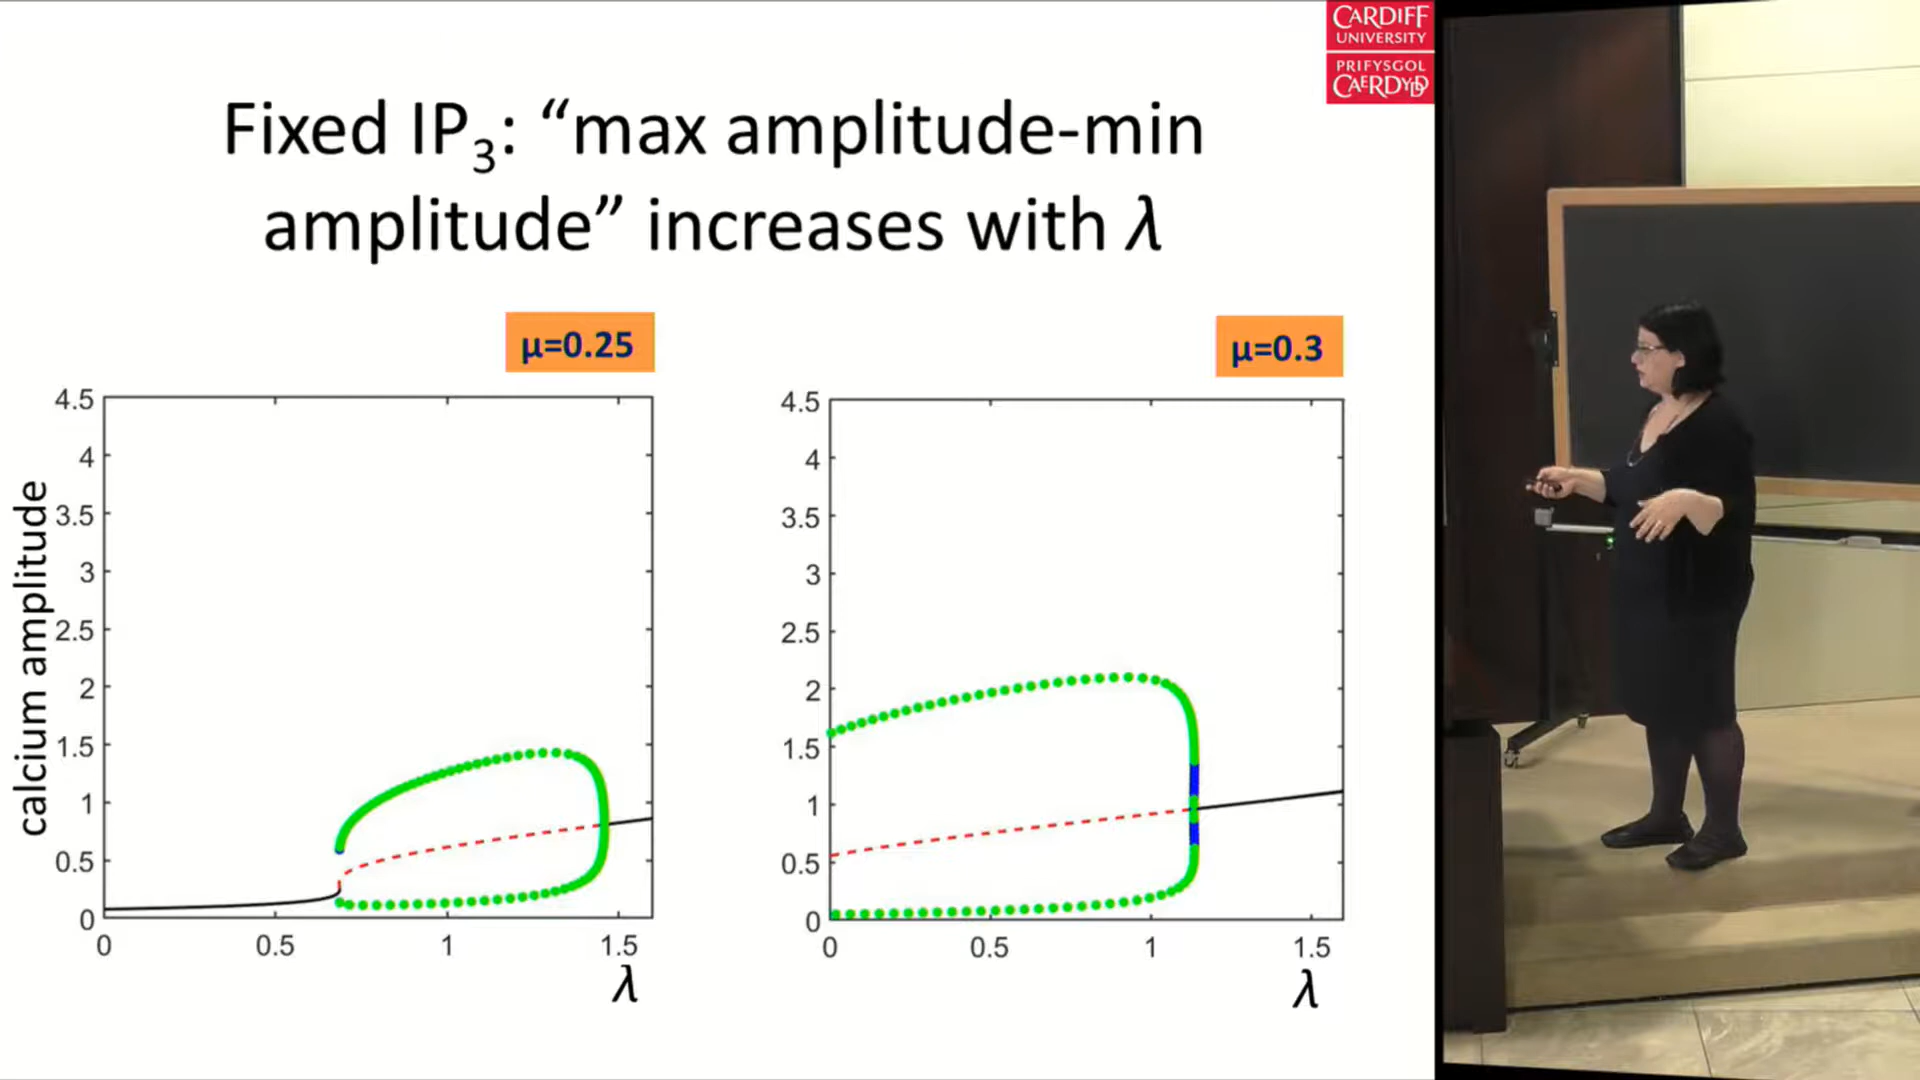 CARDIFF
UNIVERSITY
PRIFYSGOL
CAERDYDD
Fixed IP₃: “max amplitude-min
amplitude” increases with λ
μ=0.25
μ=0.3
calcium amplitude
4.5
4
3.5
3
2.5
2
1.5
1
0.5
0
0 0.5 1 1.5
λ
4.5
4
3.5
3
2.5
2
1.5
1
0.5
0
0 0.5 1 1.5
λ